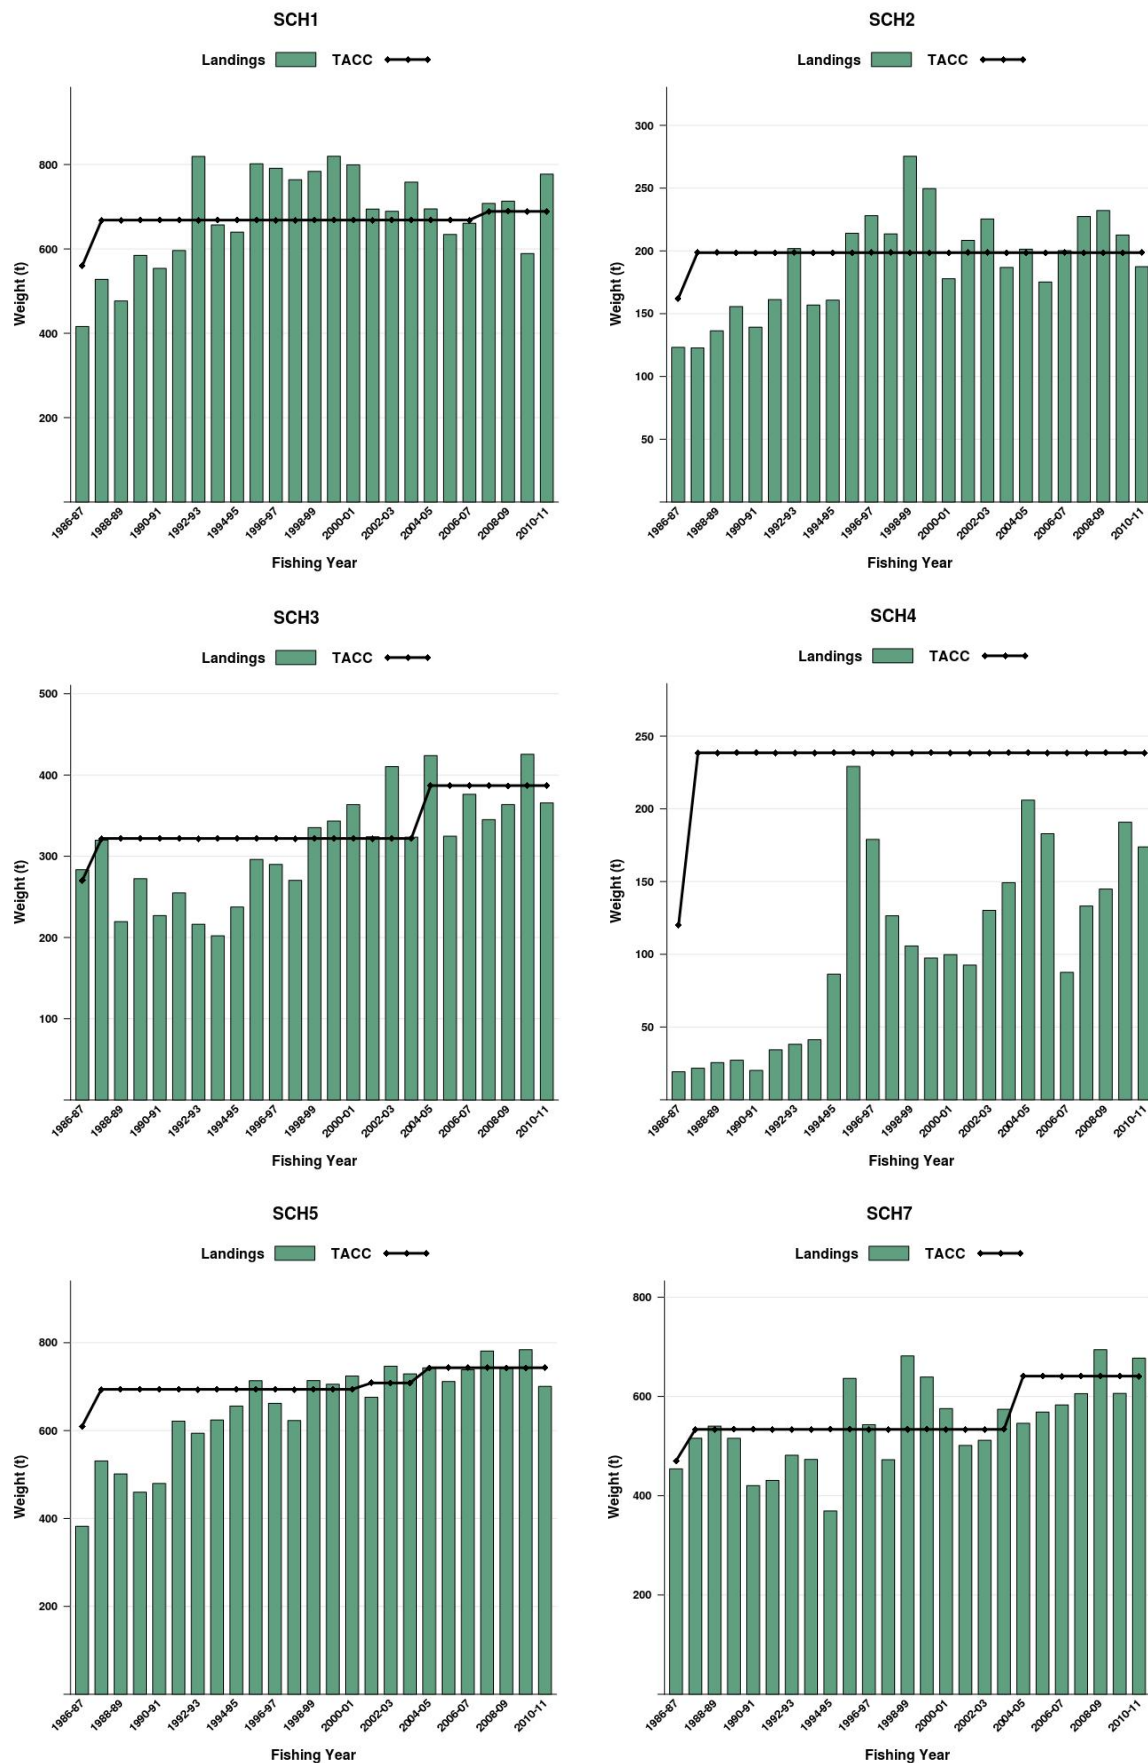 SCH1
Landings TACC
800
600
400
200
Weight (t)
1986-87 1988-89 1990-91 1992-93 1994-95 1996-97 1998-99 2000-01 2002-03 2004-05 2006-07 2008-09 2010-11
Fishing Year
SCH2
Landings TACC
300
250
200
150
100
50
Weight (t)
1986-87 1988-89 1990-91 1992-93 1994-95 1996-97 1998-99 2000-01 2002-03 2004-05 2006-07 2008-09 2010-11
Fishing Year
SCH3
Landings TACC
500
400
300
200
100
Weight (t)
1986-87 1988-89 1990-91 1992-93 1994-95 1996-97 1998-99 2000-01 2002-03 2004-05 2006-07 2008-09 2010-11
Fishing Year
SCH4
Landings TACC
250
200
150
100
50
Weight (t)
1986-87 1988-89 1990-91 1992-93 1994-95 1996-97 1998-99 2000-01 2002-03 2004-05 2006-07 2008-09 2010-11
Fishing Year
SCH5
Landings TACC
800
600
400
200
Weight (t)
1986-87 1988-89 1990-91 1992-93 1994-95 1996-97 1998-99 2000-01 2002-03 2004-05 2006-07 2008-09 2010-11
Fishing Year
SCH7
Landings TACC
800
600
400
200
Weight (t)
1986-87 1988-89 1990-91 1992-93 1994-95 1996-97 1998-99 2000-01 2002-03 2004-05 2006-07 2008-09 2010-11
Fishing Year